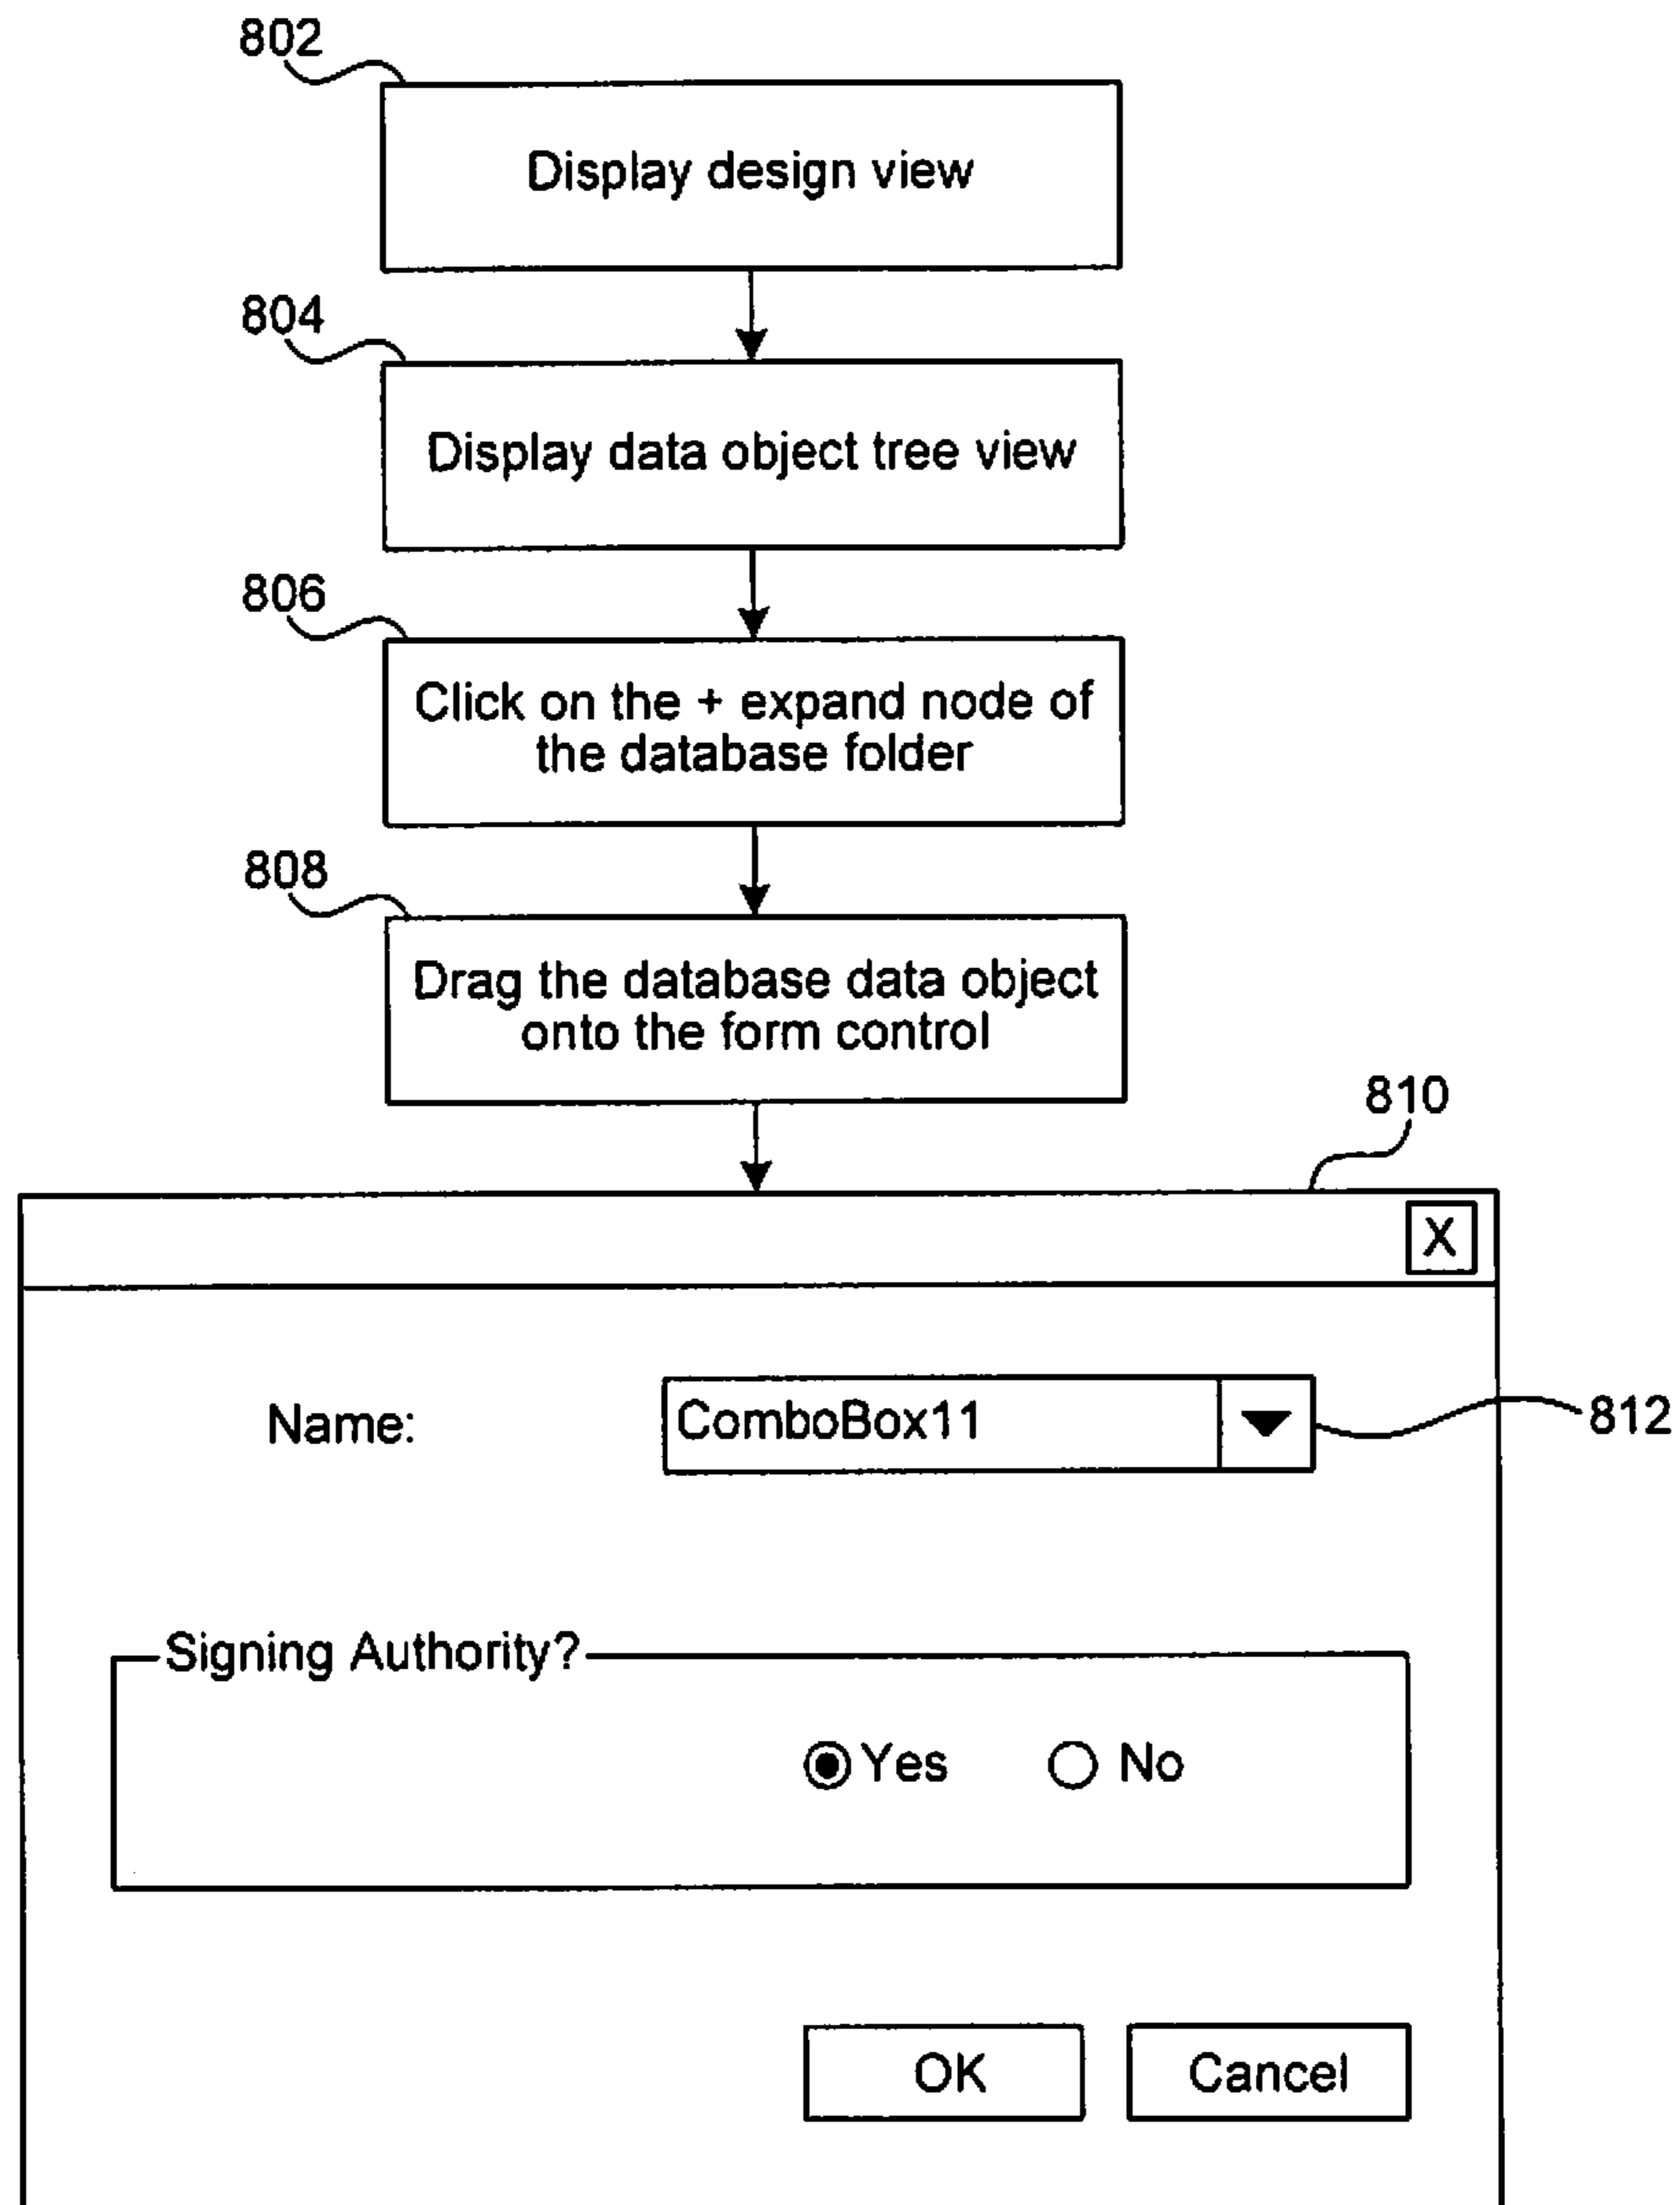 802
Display design view
804
Display data object tree view
806
Click on the + expand node of
the database folder
808
Drag the database data object
onto the form control
810
X
Name:
ComboBox11
812
Signing Authority?
Yes
No
OK
Cancel